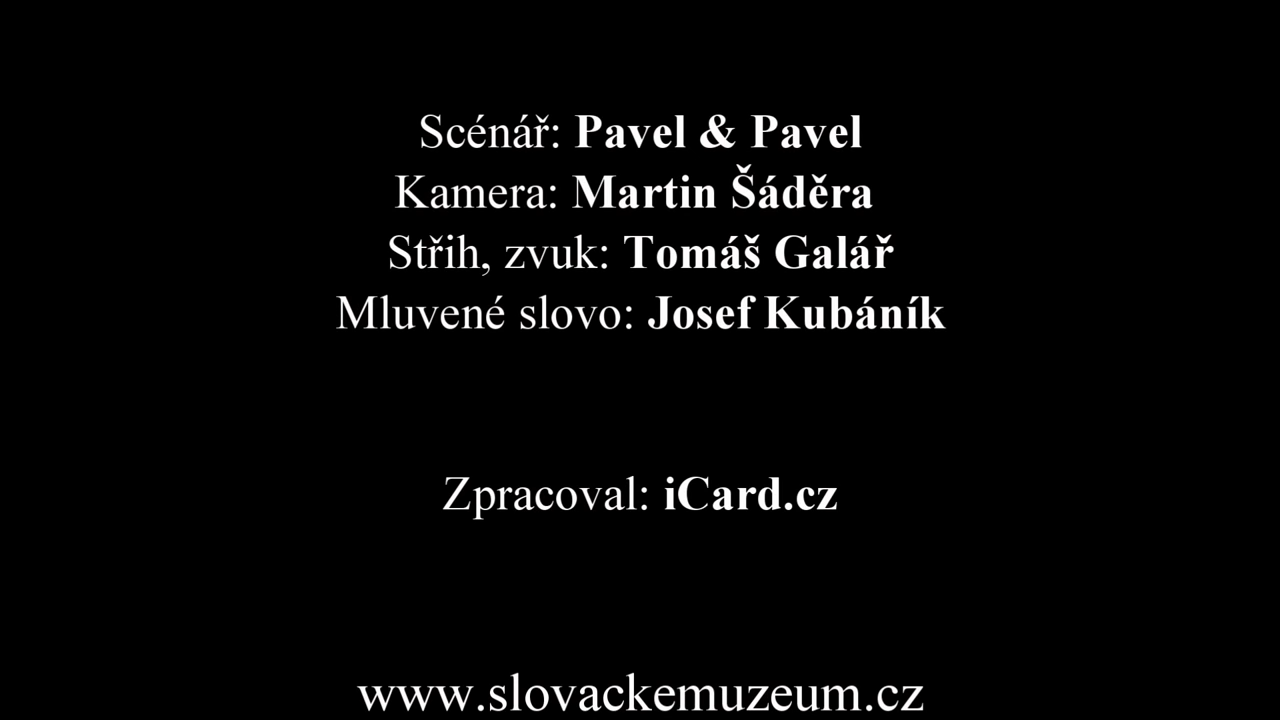 Scénář: Pavel & Pavel
Kamera: Martin Šáděra
Střih, zvuk: Tomáš Galář
Mluvené slovo: Josef Kubáník
Zpracoval: iCard.cz
www.slovackemuzeum.cz